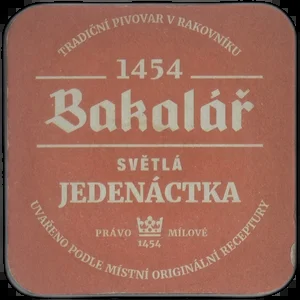 TRADIČNÍ PIVOVAR V RAKOVNÍKU
1454
Bakalář
SVĚTLÁ
JEDENÁCTKA
PRÁVO MÍLOVÉ
1454
UVAŘENO PODLE MÍSTNÍ ORIGINÁLNÍ RECEPTURY